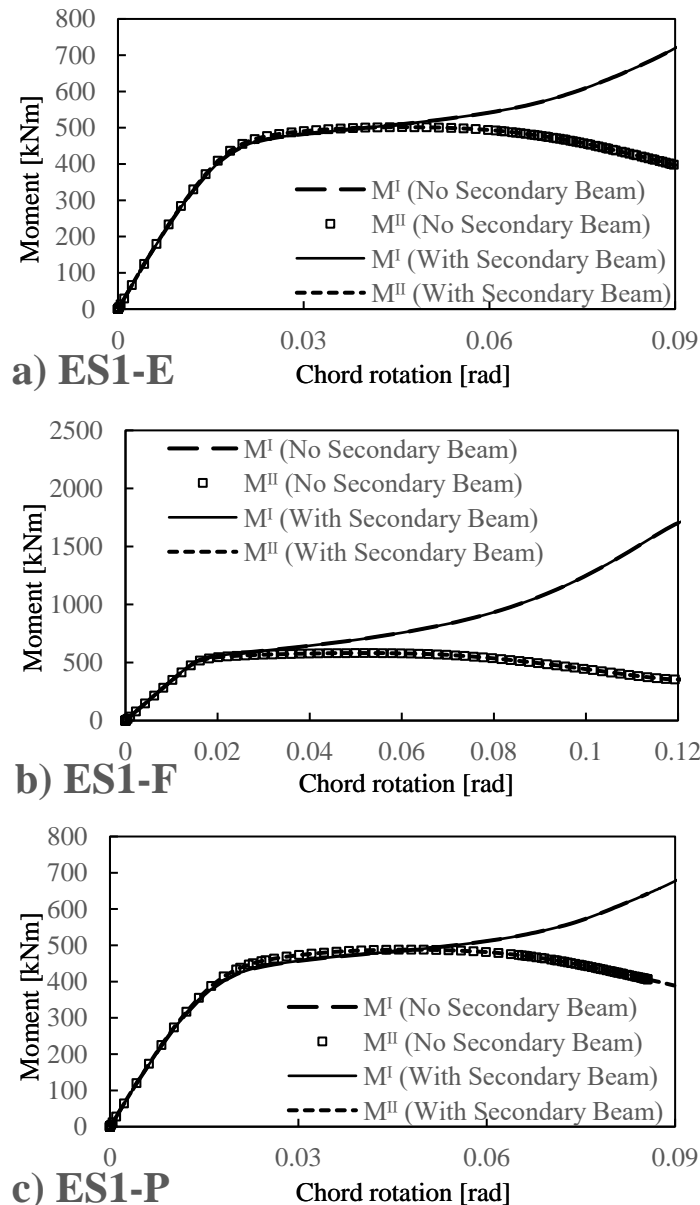 800
700
600
500
400
300
200
100
0
Moment [kNm]
M^I (No Secondary Beam)
M^II (No Secondary Beam)
M^I (With Secondary Beam)
M^II (With Secondary Beam)
0 0.03 0.06 0.09
a) ES1-E Chord rotation [rad]
2500
2000
1500
1000
500
0
Moment [kNm]
M^I (No Secondary Beam)
M^II (No Secondary Beam)
M^I (With Secondary Beam)
M^II (With Secondary Beam)
0 0.02 0.04 0.06 0.08 0.1 0.12
b) ES1-F Chord rotation [rad]
800
700
600
500
400
300
200
100
0
Moment [kNm]
M^I (No Secondary Beam)
M^II (No Secondary Beam)
M^I (With Secondary Beam)
M^II (With Secondary Beam)
0 0.03 0.06 0.09
c) ES1-P Chord rotation [rad]